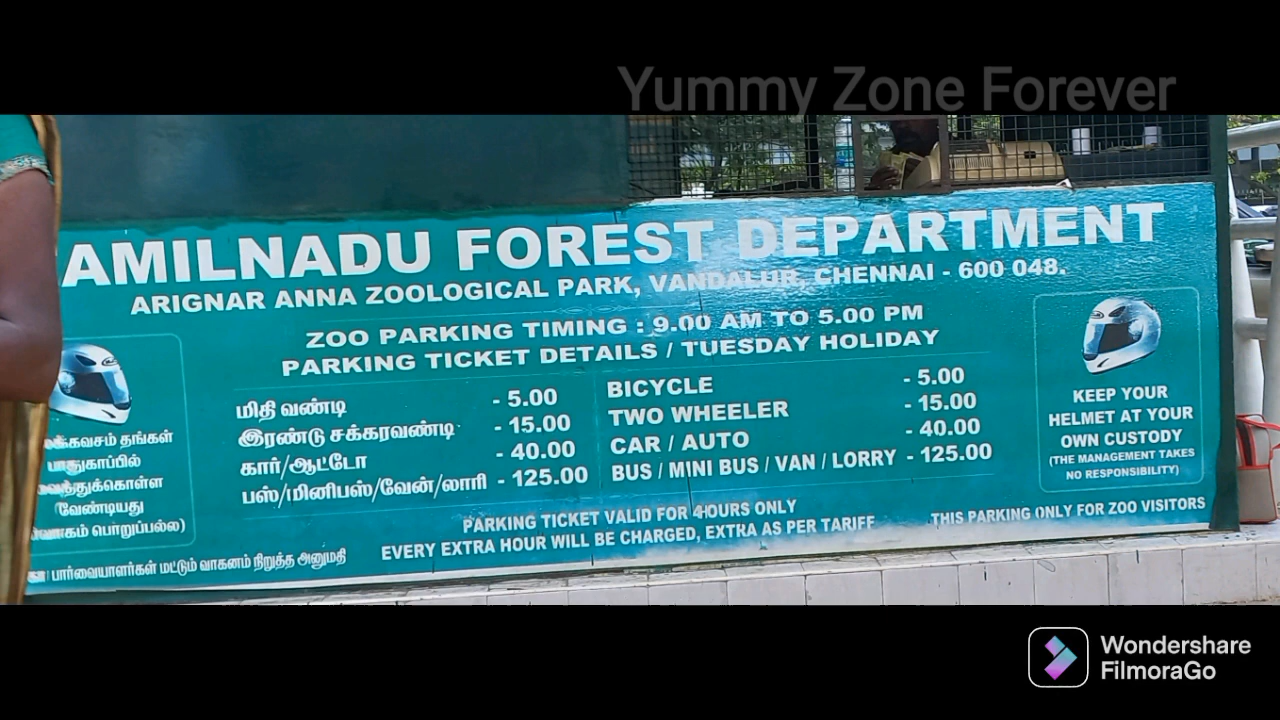 Yummy Zone Forever
AMILNADU FOREST DEPARTMENT
ARIGNAR ANNA ZOOLOGICAL PARK, VANDALUR, CHENNAI - 600 048.
ZOO PARKING TIMING : 9.00 AM TO 5.00 PM
PARKING TICKET DETAILS / TUESDAY HOLIDAY
மிதி வண்டி - 5.00
இரண்டு சக்கரவண்டி - 15.00
கார்/ஆட்டோ - 40.00
பஸ்/மினிபஸ்/வேன்/லாரி - 125.00
BICYCLE - 5.00
TWO WHEELER - 15.00
CAR / AUTO - 40.00
BUS / MINI BUS / VAN / LORRY - 125.00
தங்கள்
பாதுகாப்பில்
வைத்துக்கொள்ள
வேண்டியது
பொறுப்பல்ல)
KEEP YOUR
HELMET AT YOUR
OWN CUSTODY
(THE MANAGEMENT TAKES
NO RESPONSIBILITY)
PARKING TICKET VALID FOR 4 OURS ONLY
EVERY EXTRA HOUR WILL BE CHARGED, EXTRA AS PER TARIFF
THIS PARKING ONLY FOR ZOO VISITORS
பார்வையாளர்கள் மட்டும் வாகனம் நிறுத்த அனுமதி
Wondershare
FilmoraGo